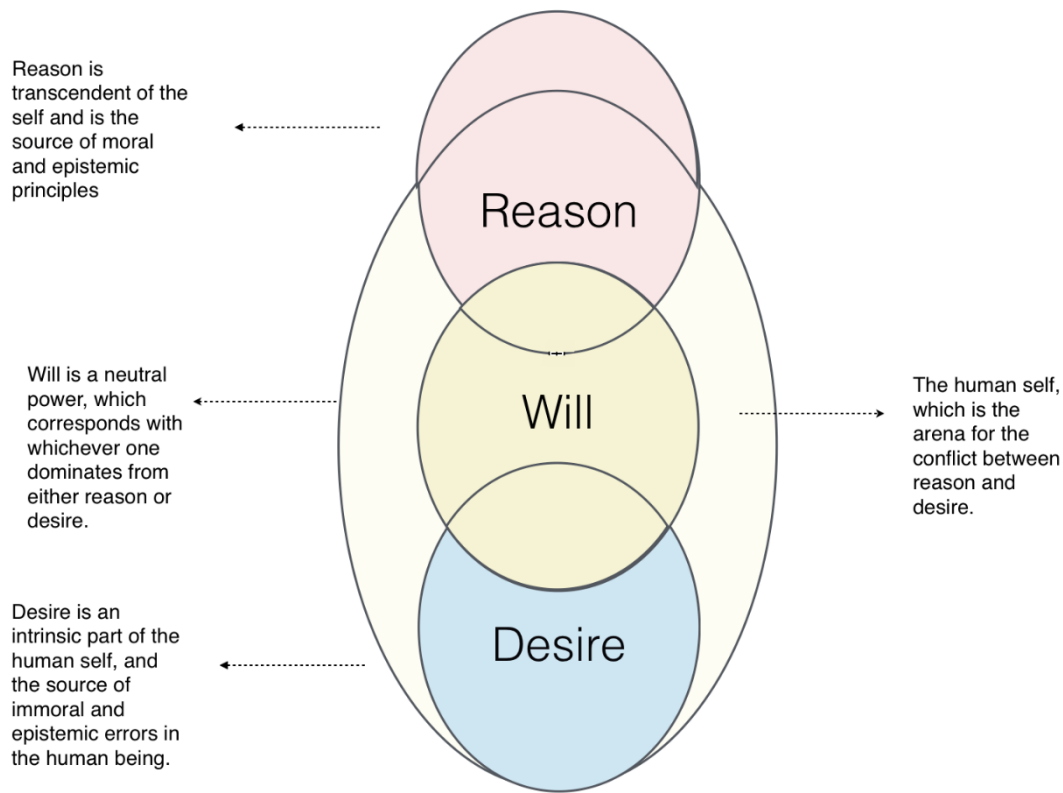 Reason is
transcendent of the
self and is the
source of moral
and epistemic
principles
Reason
Will is a neutral
power, which
corresponds with
whichever one
dominates from
either reason or
desire.
Will
The human self,
which is the
arena for the
conflict between
reason and
desire.
Desire is an
intrinsic part of the
human self, and
the source of
immoral and
epistemic errors in
the human being.
Desire